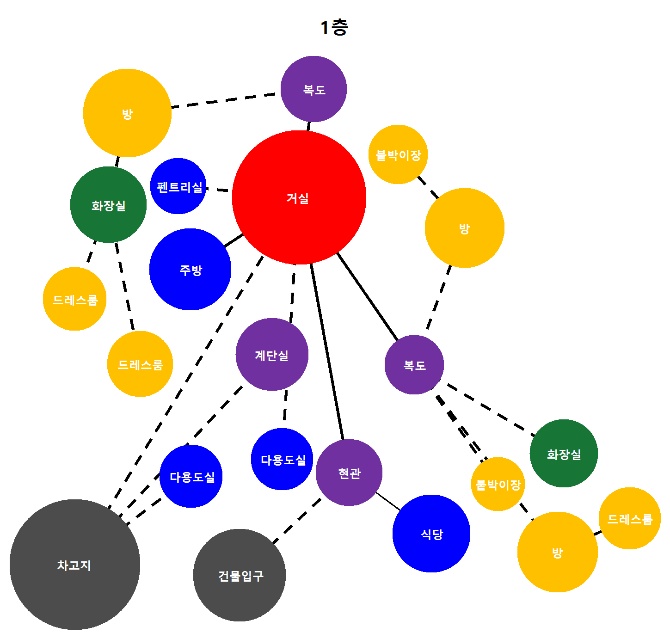 1층
복도
방
붙박이장
펜트리실
거실
화장실
방
주방
드레스룸
계단실
드레스룸
복도
화장실
다용도실
현관
다용도실
붙박이장
드레스룸
식당
방
차고지
건물입구